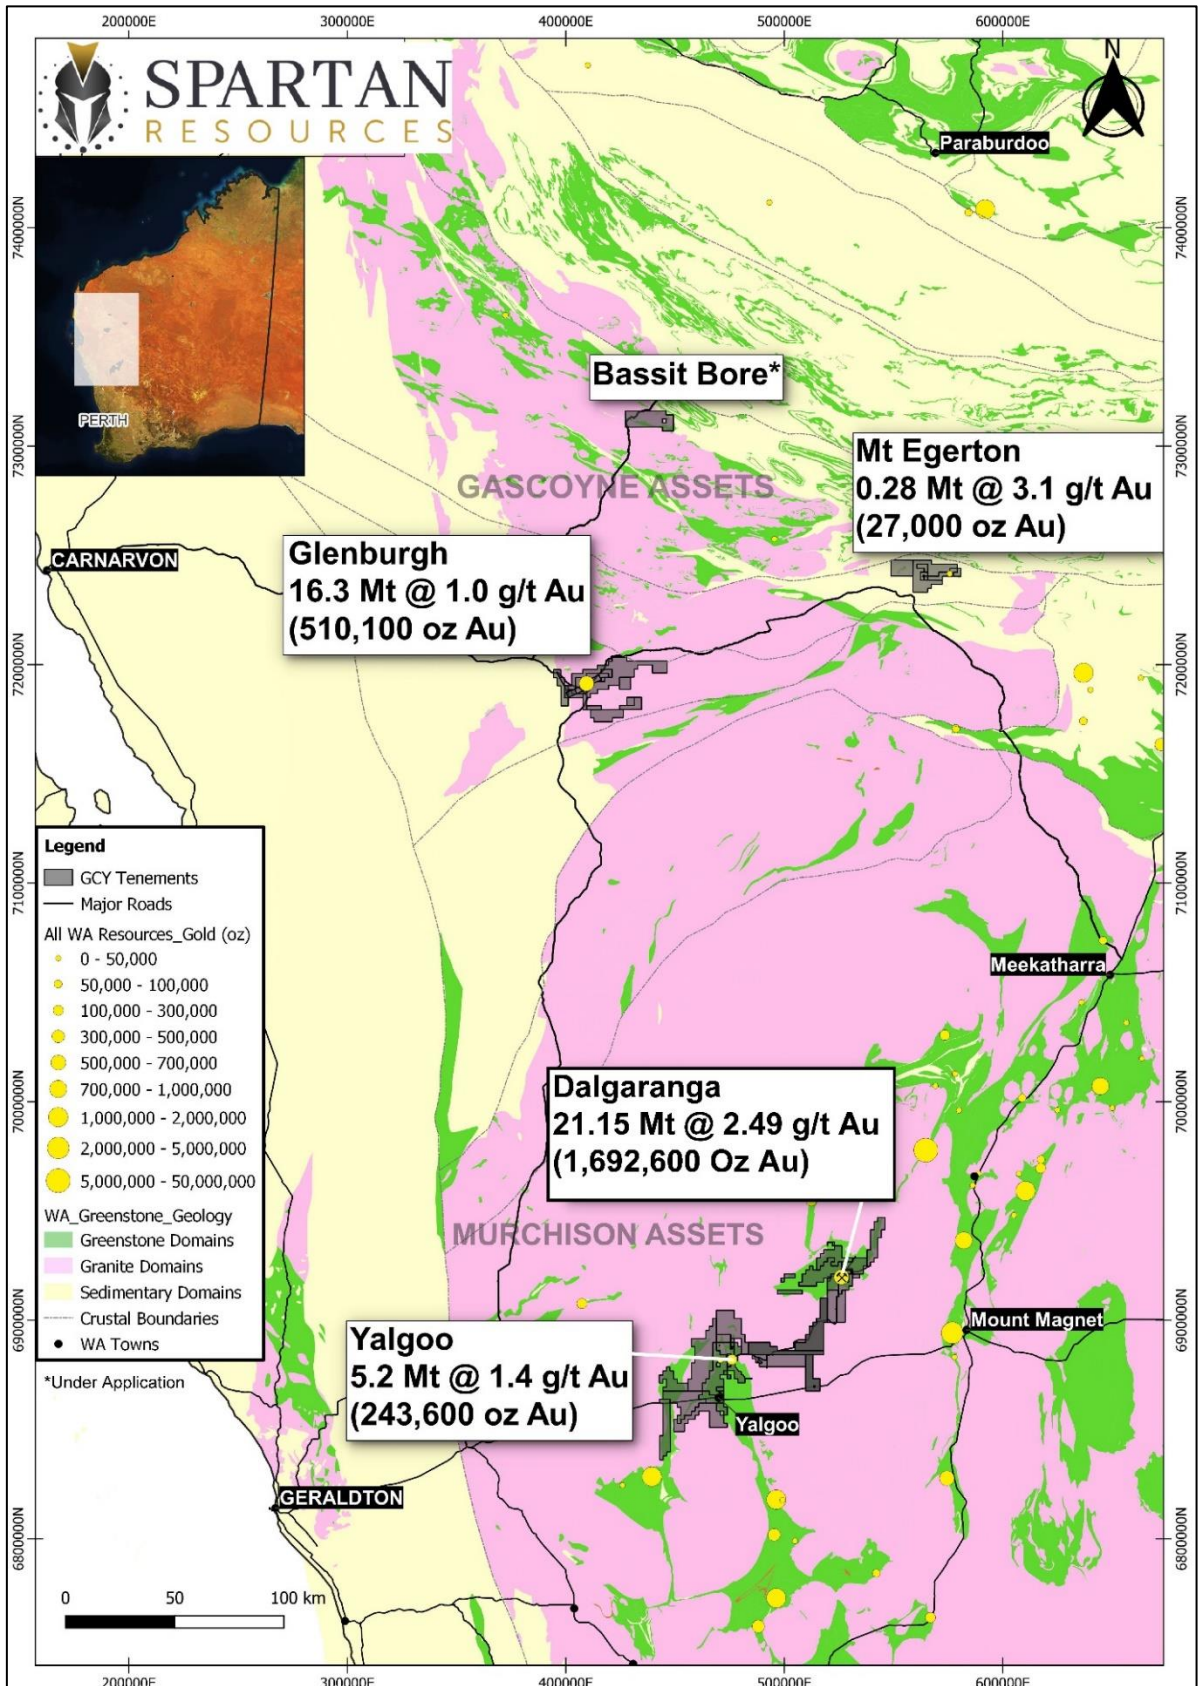 200000E 300000E 400000E 500000E 600000E
SPARTAN
RESOURCES
N
Paraburdoo
7400000N 7400000N
PERTH
Bassit Bore*
7300000N 7300000N
Mt Egerton
0.28 Mt @ 3.1 g/t Au
(27,000 oz Au)
GASCOYNE ASSETS
CARNARVON
Glenburgh
16.3 Mt @ 1.0 g/t Au
(510,100 oz Au)
7200000N 7200000N
Legend
GCY Tenements
Major Roads
All WA Resources_Gold (oz)
0 - 50,000
50,000 - 100,000
100,000 - 300,000
300,000 - 500,000
500,000 - 700,000
700,000 - 1,000,000
1,000,000 - 2,000,000
2,000,000 - 5,000,000
5,000,000 - 50,000,000
WA_Greenstone_Geology
Greenstone Domains
Granite Domains
Sedimentary Domains
Crustal Boundaries
WA Towns
*Under Application
7100000N 7100000N
Meekatharra
7000000N 7000000N
Dalgaranga
21.15 Mt @ 2.49 g/t Au
(1,692,600 Oz Au)
MURCHISON ASSETS
6900000N 6900000N
Mount Magnet
Yalgoo
5.2 Mt @ 1.4 g/t Au
(243,600 oz Au)
Yalgoo
GERALDTON
6800000N 6800000N
0 50 100 km
200000E 300000E 400000E 500000E 600000E